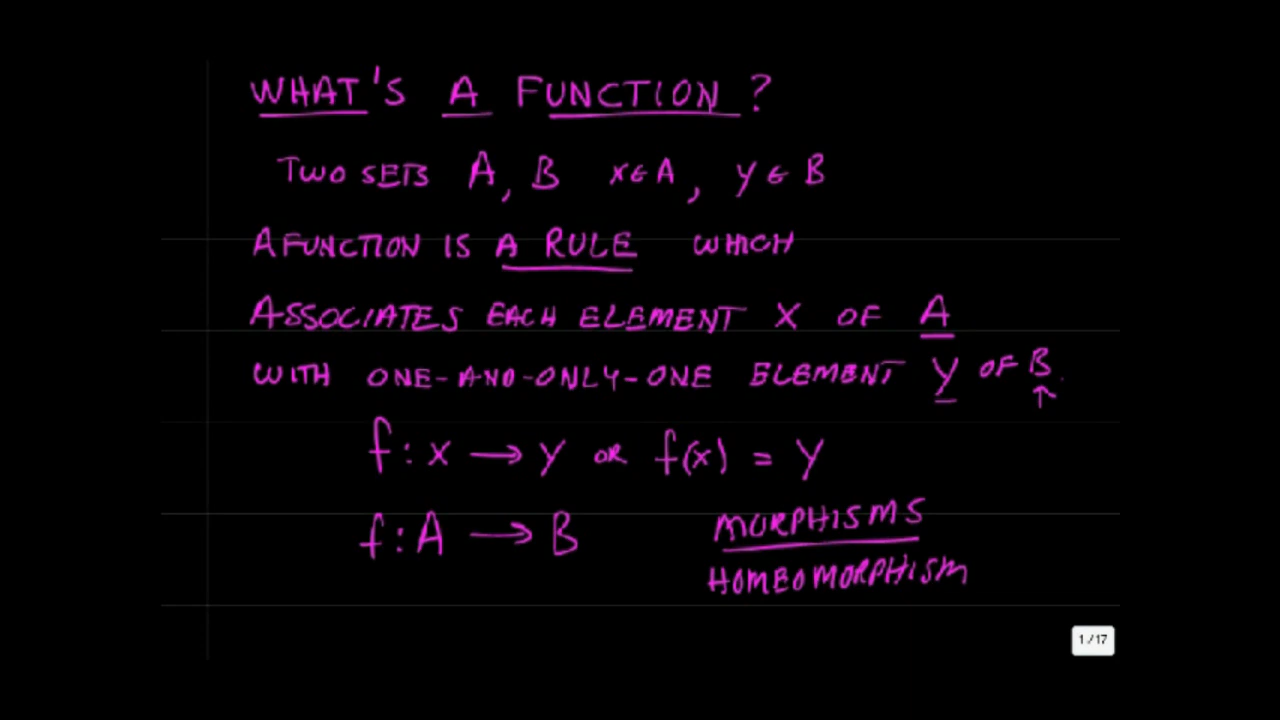 WHAT'S A FUNCTION?
TWO SETS A, B x∈A, y∈B
A FUNCTION IS A RULE WHICH
ASSOCIATES EACH ELEMENT X OF A
WITH ONE-AND-ONLY-ONE ELEMENT Y OF B.
↑
f: x → y OR f(x) = y
f: A → B MORPHISMS
HOMEOMORPHISM
1/17